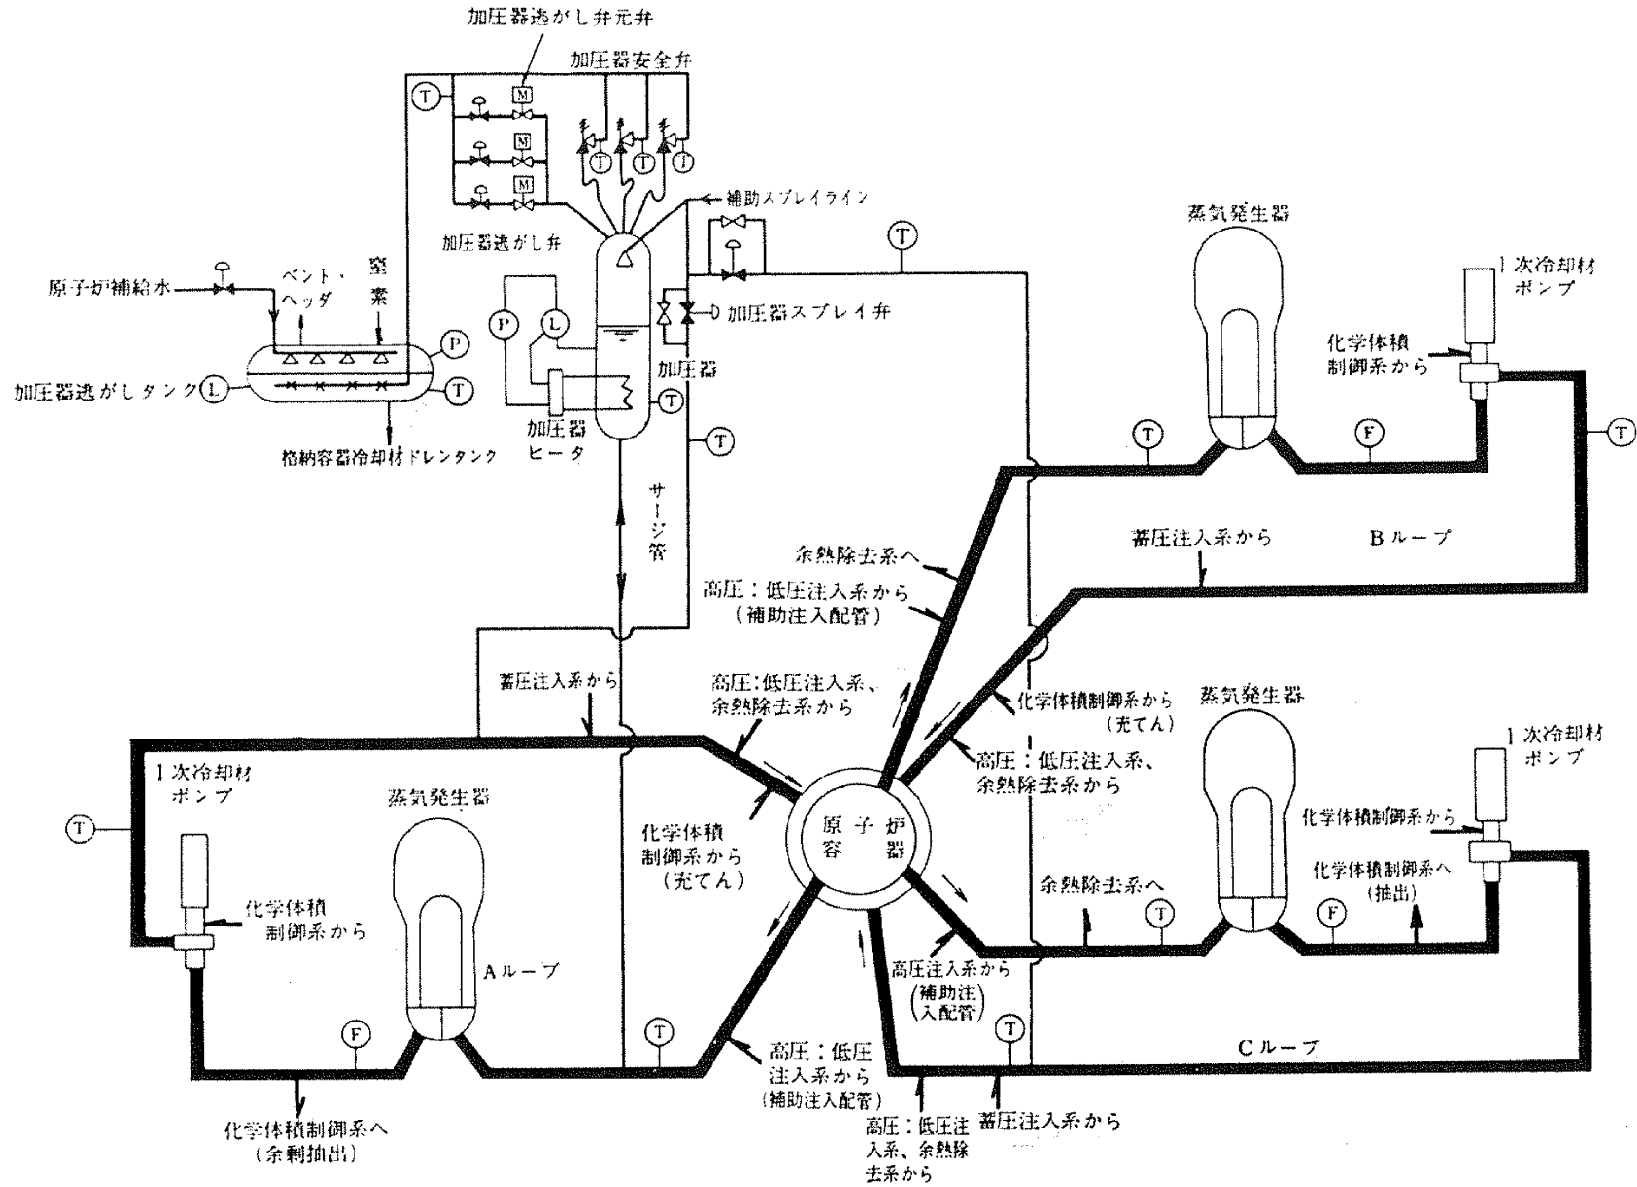 加圧器逃がし弁元弁
加圧器安全弁
T
M
M
M
T
T
T
補助スプレイライン
加圧器逃がし弁
T
蒸気発生器
1次冷却材
ポンプ
原子炉補給水
ベント・
ヘッダ
窒
素
P
L
加圧器スプレイ弁
P
化学体積
制御系から
加圧器逃がしタンク
L
T
加圧器
T
加圧器
ヒータ
T
T
F
T
格納容器冷却材ドレンタンク
サージ管
余熱除去系へ
蓄圧注入系から
Bループ
高圧:低圧注入系から
(補助注入配管)
蓄圧注入系から
高圧:低圧注入系、
余熱除去系から
化学体積制御系から
(充てん)
蒸気発生器
高圧:低圧注入系、
余熱除去系から
1次冷却材
ポンプ
1次冷却材
ポンプ
蒸気発生器
T
原子炉
容器
化学体積
制御系から
(充てん)
化学体積制御系から
化学体積制御系へ
(抽出)
余熱除去系へ
T
F
化学体積
制御系から
Aループ
高圧注入系から
(補助注
入配管)
F
T
T
Cループ
高圧:低圧
注入系から
(補助注入配管)
高圧:低圧注
入系、余熱除
去系から
蓄圧注入系から
化学体積制御系へ
(余剰抽出)